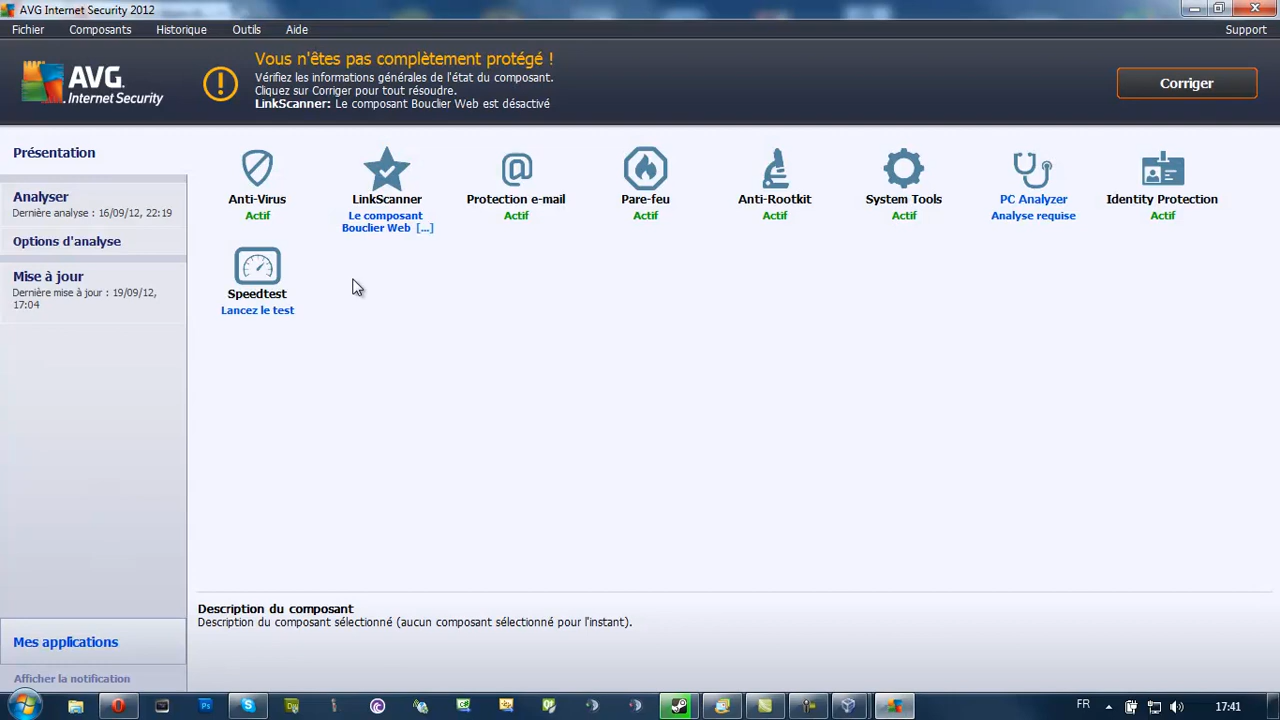 AVG Internet Security 2012
Fichier Composants Historique Outils Aide Support
AVG.
Internet Security
Vous n'êtes pas complètement protégé !
Vérifiez les informations générales de l'état du composant.
Cliquez sur Corriger pour tout résoudre.
LinkScanner: Le composant Bouclier Web est désactivé
Corriger
Présentation
Analyser
Dernière analyse : 16/09/12, 22:19
Options d'analyse
Mise à jour
Dernière mise à jour : 19/09/12,
17:04
Anti-Virus
Actif
LinkScanner
Le composant
Bouclier Web [...]
Protection e-mail
Actif
Pare-feu
Actif
Anti-Rootkit
Actif
System Tools
Actif
PC Analyzer
Analyse requise
Identity Protection
Actif
Speedtest
Lancez le test
Description du composant
Description du composant sélectionné (aucun composant sélectionné pour l'instant).
Mes applications
Afficher la notification
Ps
Dw
FR
17:41